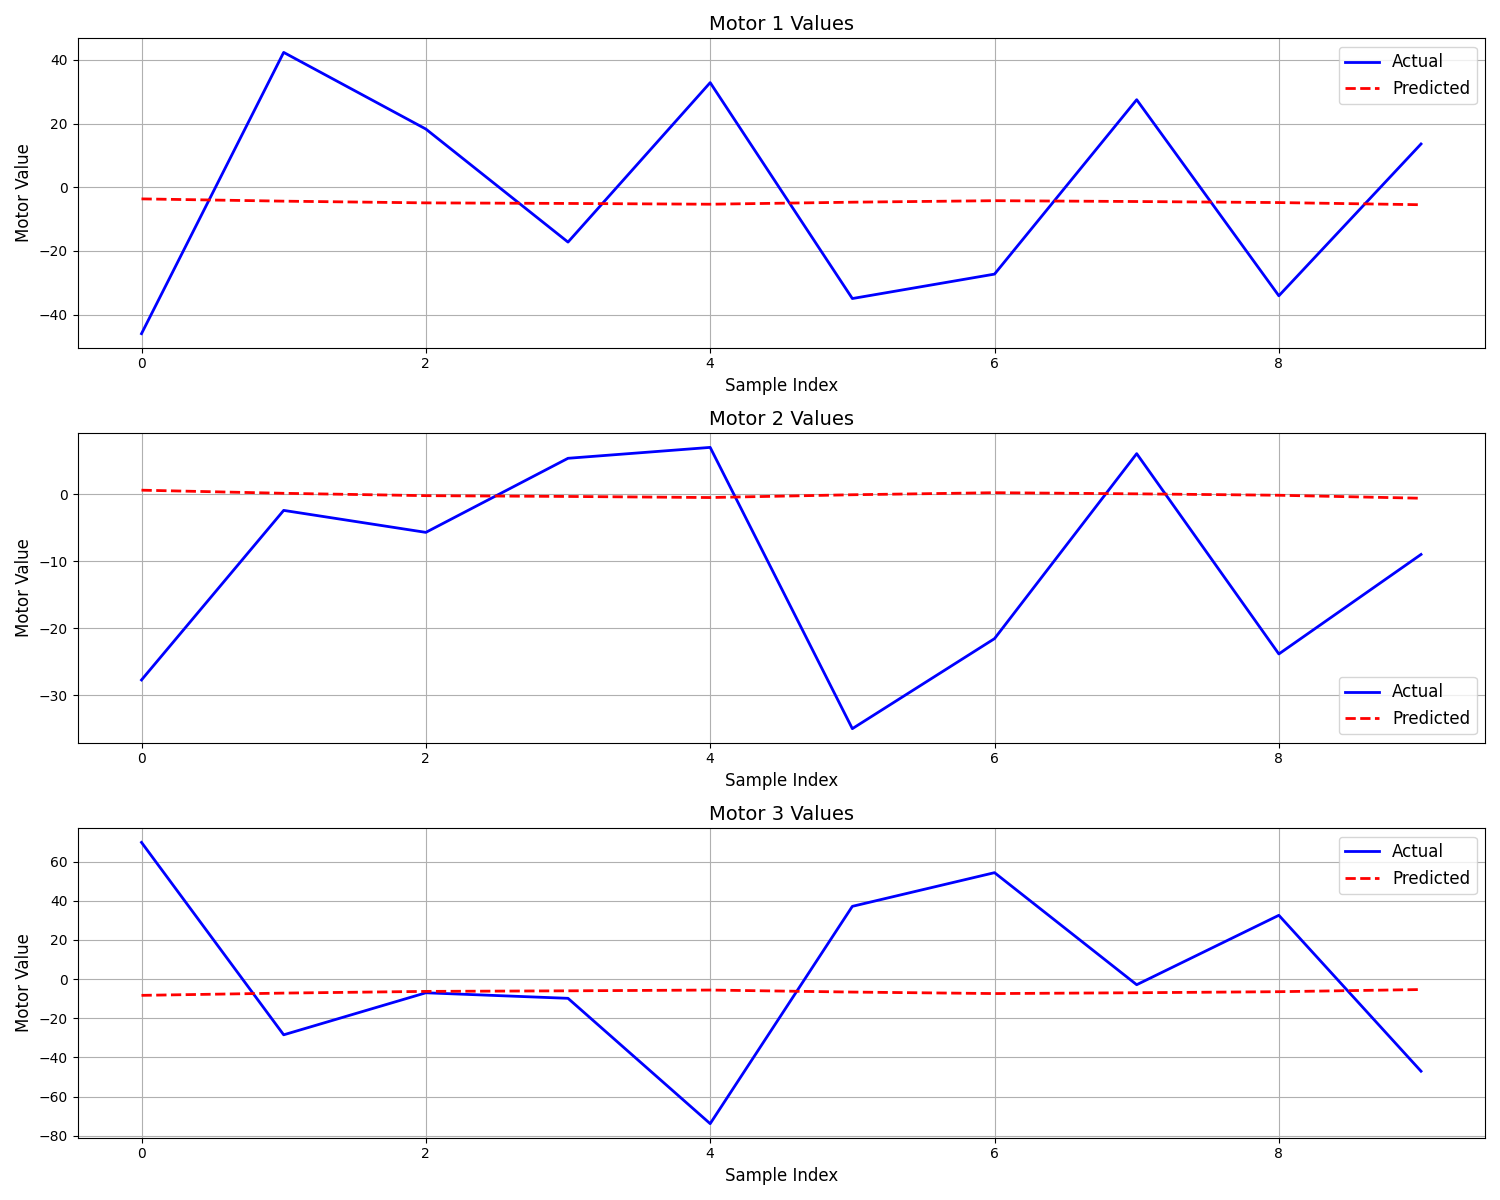 Motor 1 Values
Motor Value
40
20
0
−20
−40
Actual
Predicted
0 2 4 6 8
Sample Index
Motor 2 Values
Motor Value
0
−10
−20
−30
Actual
Predicted
0 2 4 6 8
Sample Index
Motor 3 Values
Motor Value
60
40
20
0
−20
−40
−60
−80
Actual
Predicted
0 2 4 6 8
Sample Index